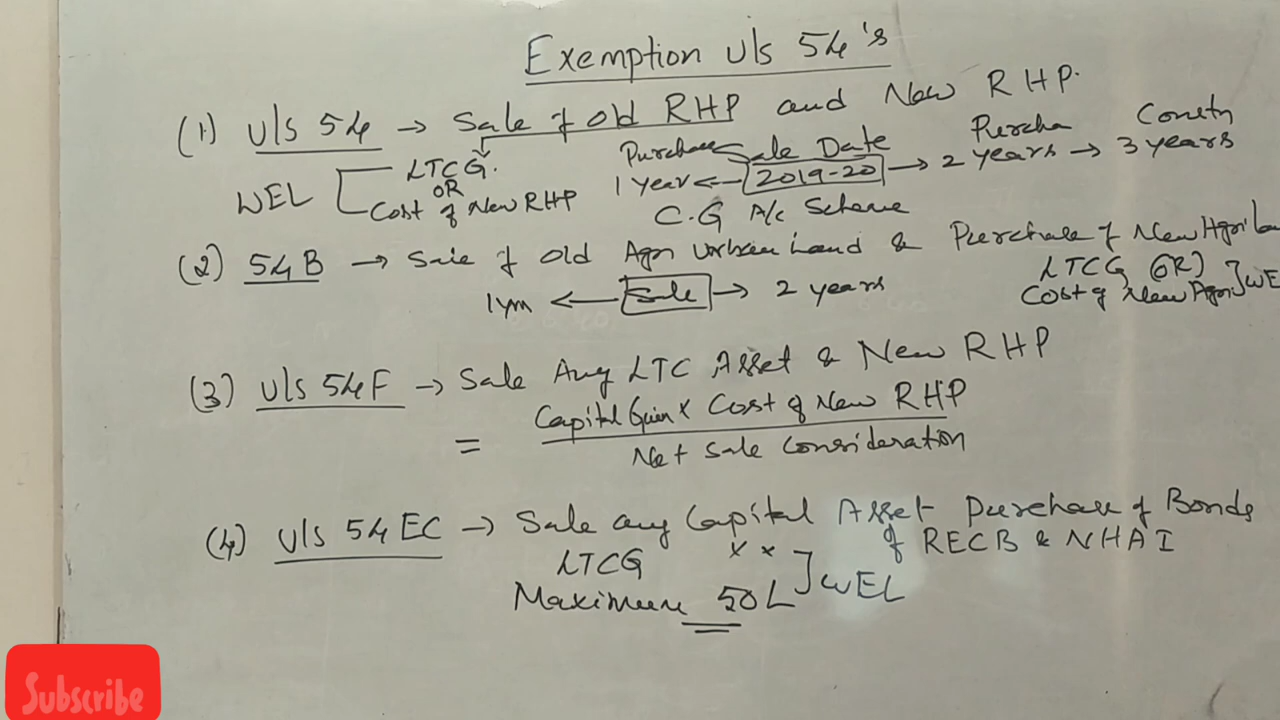 Exemption u/s 54's
(1) u/s 54 → Sale of old RHP and New RHP.
WEL LTCG. OR Cost of New RHP
Purchase Sale Date Purcha Constn
1 year ← 2019-20 → 2 years → 3 years
C.G A/c Scheme
(2) 54B → Sale of old Agri urban Land & Purchase of New Agri La
1 yr ← Sale → 2 years
LTCG (OR) Cost of New Agri WE
(3) u/s 54F → Sale Any LTC Asset & New RHP
= Capital Gain x Cost of New RHP
Net Sale Consideration
(4) u/s 54EC → Sale any Capital Asset Purchase of Bonds
of RECB & NHAI
LTCG x x
Maximum 50L WEL
Subscribe